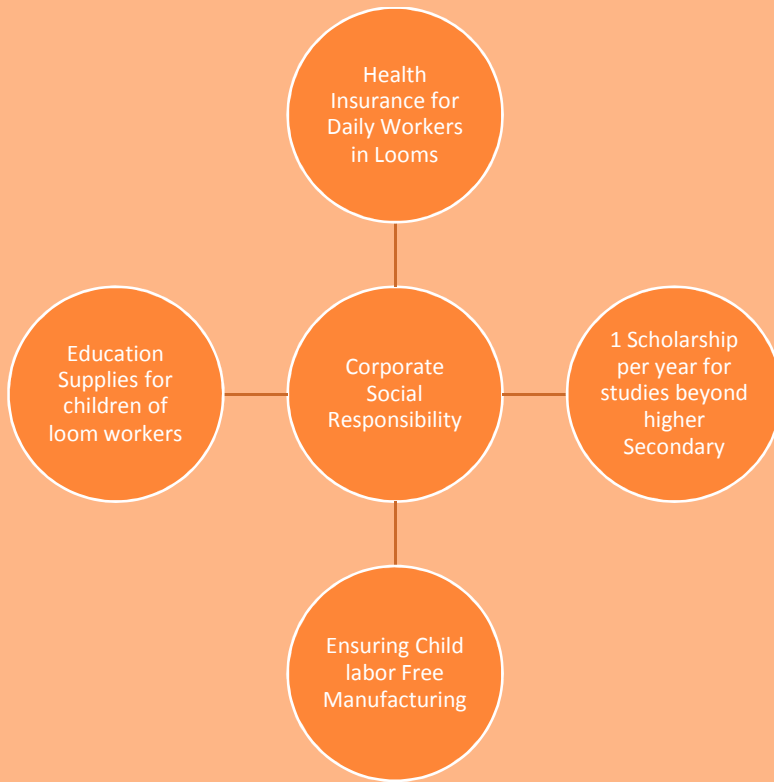 Health
Insurance for
Daily Workers
in Looms
Education
Supplies for
children of
loom workers
Corporate
Social
Responsibility
1 Scholarship
per year for
studies beyond
higher
Secondary
Ensuring Child
labor Free
Manufacturing